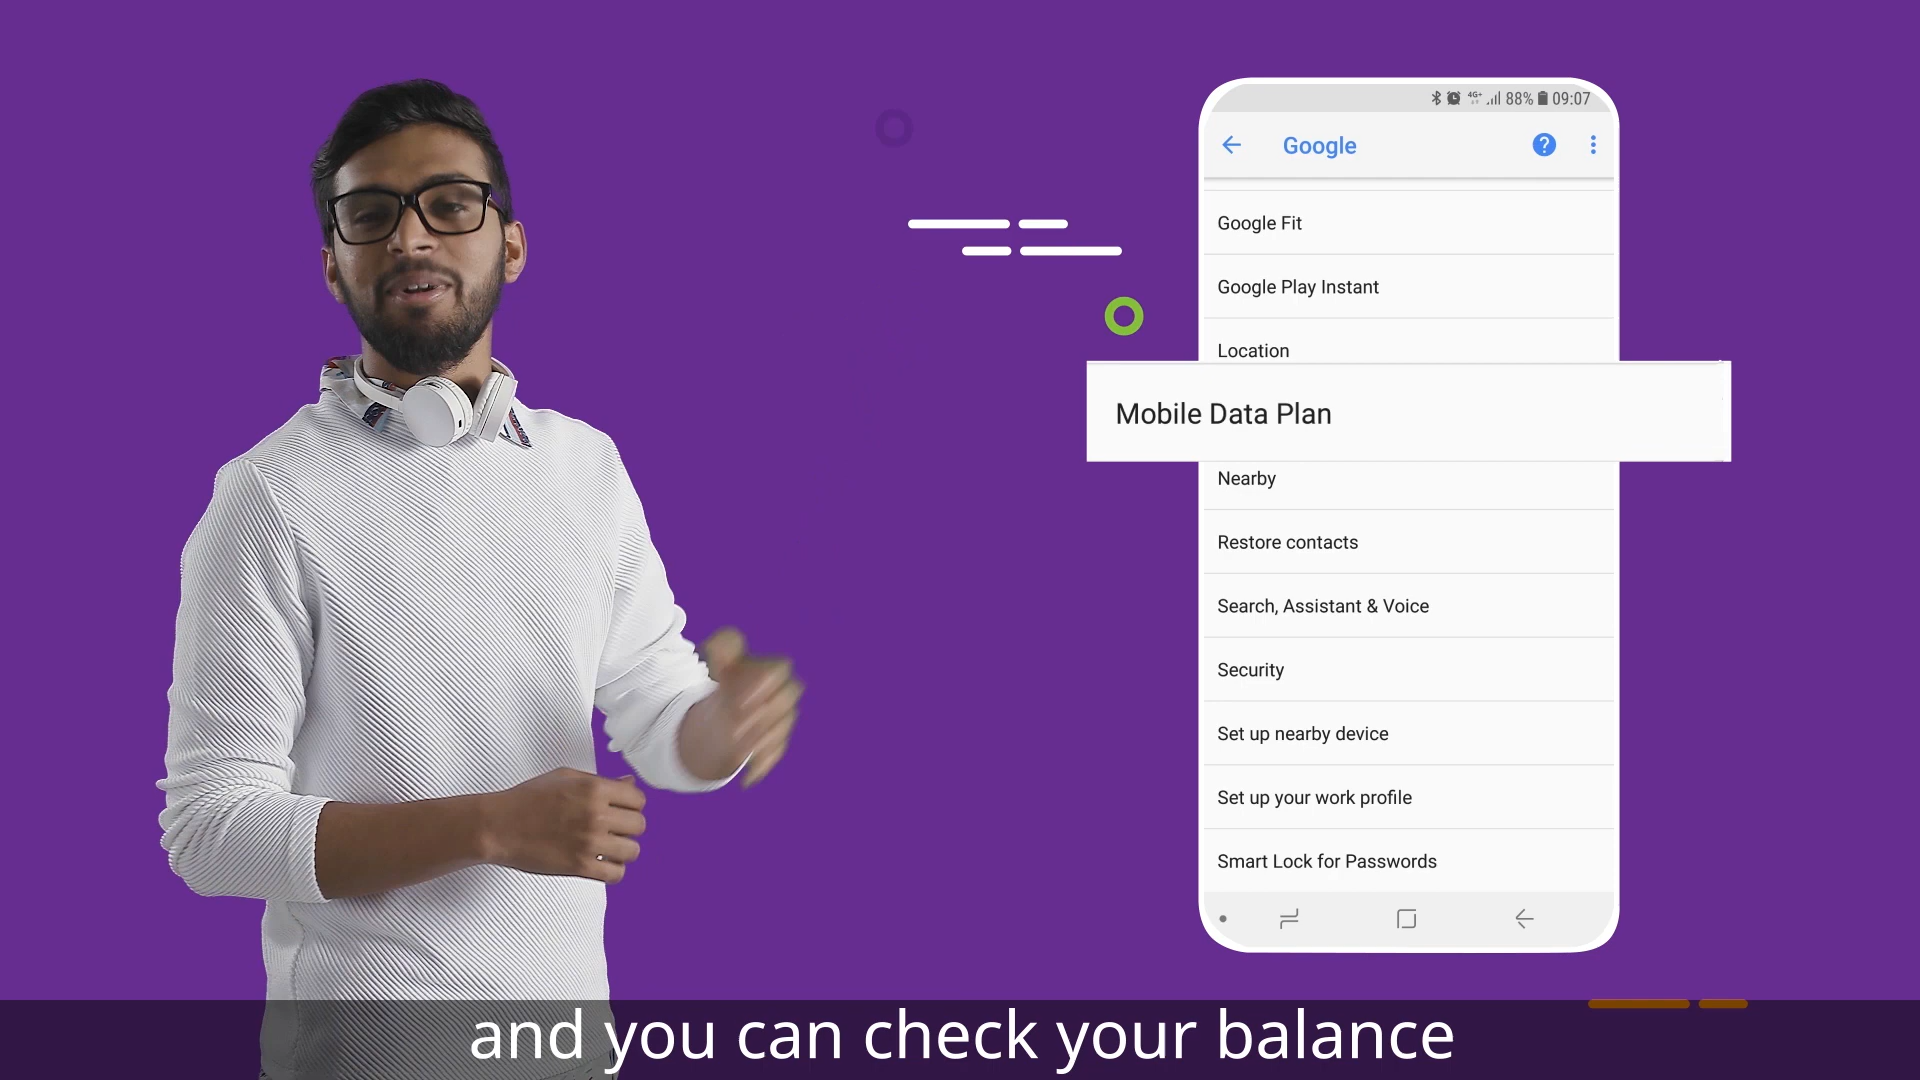 88% 09:07
Google
Google Fit
Google Play Instant
Location
Mobile Data Plan
Nearby
Restore contacts
Search, Assistant & Voice
Security
Set up nearby device
Set up your work profile
Smart Lock for Passwords
and you can check your balance